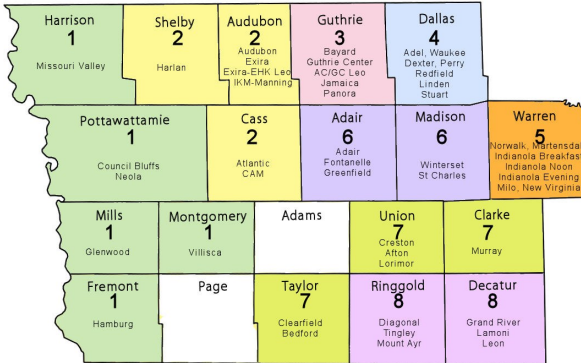 Harrison
1
Missouri Valley
Shelby
2
Harlan
Audubon
2
Audubon
Exira
Exira-EHK Leo
IKM-Manning
Guthrie
3
Bayard
Guthrie Center
AC/GC Leo
Jamaica
Panora
Dallas
4
Adel, Waukee
Dexter, Perry
Redfield
Linden
Stuart
Pottawattamie
1
Council Bluffs
Neola
Cass
2
Atlantic
CAM
Adair
6
Adair
Fontanelle
Greenfield
Madison
6
Winterset
St Charles
Warren
5
Norwalk, Martensdale
Indianola Breakfast
Indianola Noon
Indianola Evening
Milo, New Virginia
Mills
1
Glenwood
Montgomery
1
Villisca
Adams
Union
7
Creston
Afton
Lorimor
Clarke
7
Murray
Fremont
1
Hamburg
Page
Taylor
7
Clearfield
Bedford
Ringgold
8
Diagonal
Tingley
Mount Ayr
Decatur
8
Grand River
Lamoni
Leon